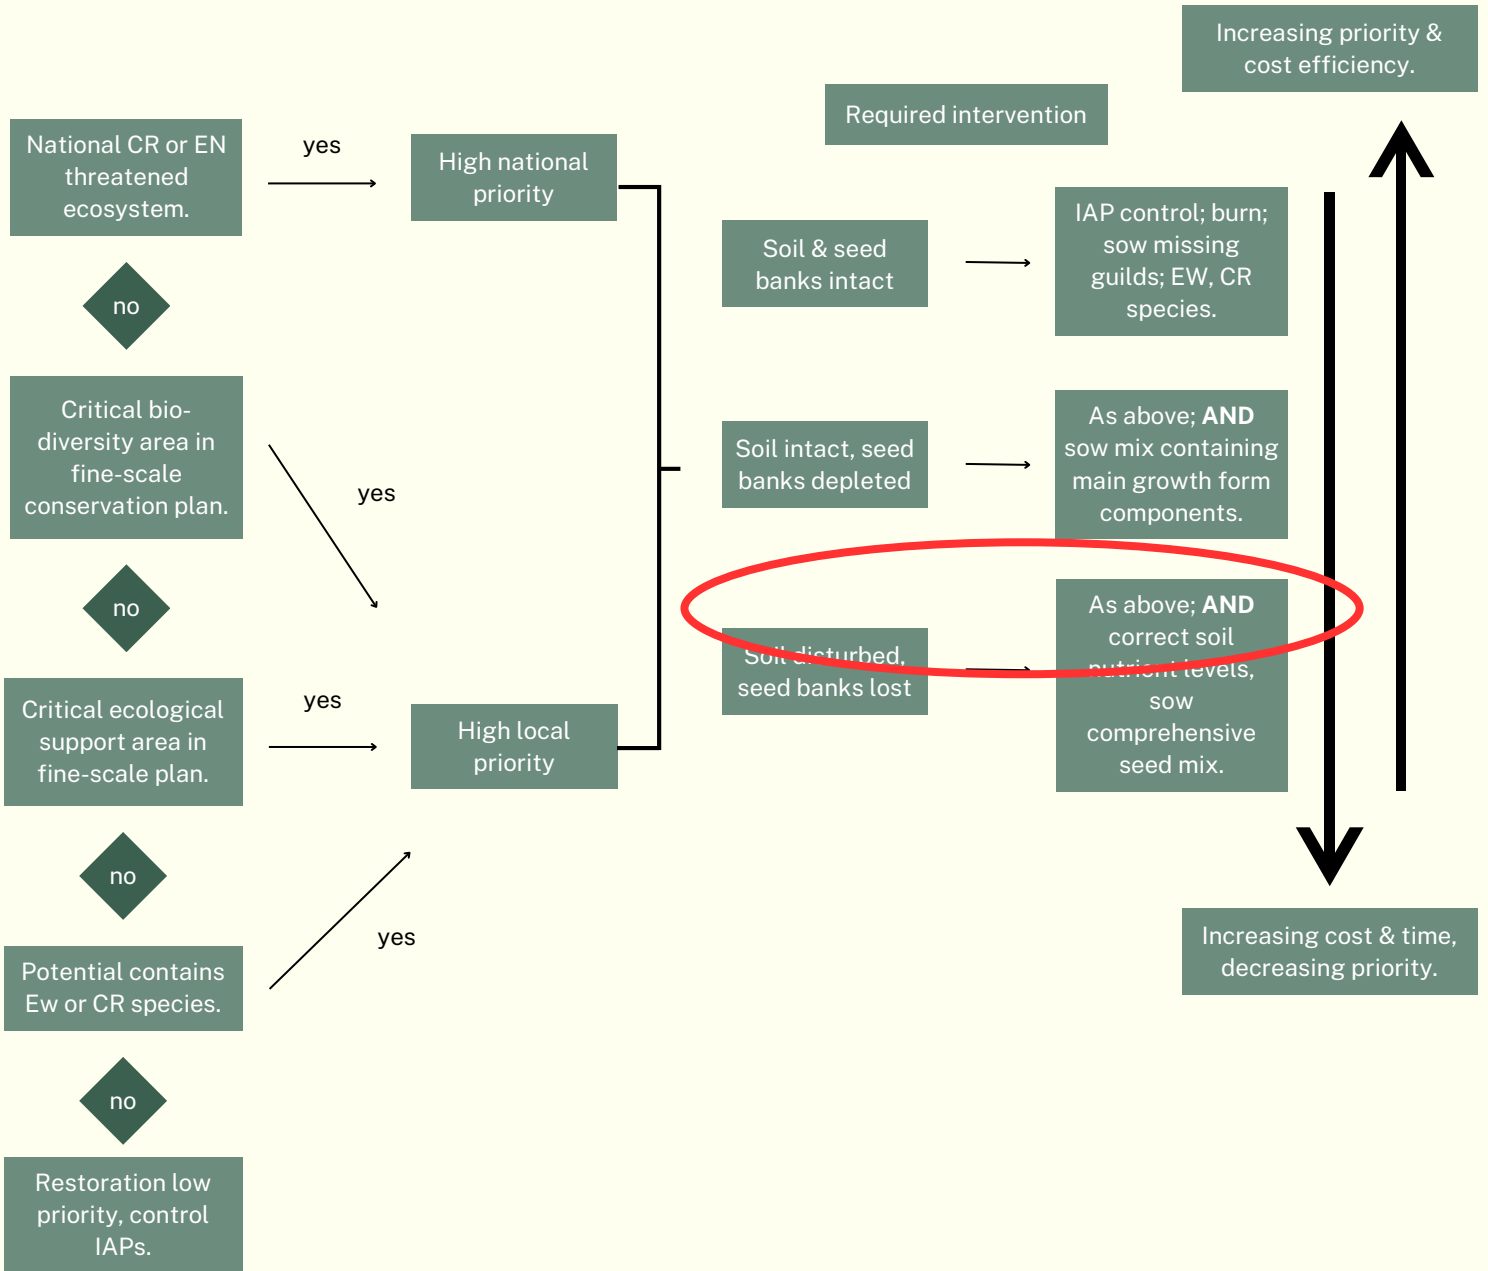 Increasing priority &
cost efficiency.
Required intervention
National CR or EN
threatened
ecosystem.
yes
High national
priority
no
Soil & seed
banks intact
IAP control; burn;
sow missing
guilds; EW, CR
species.
Critical bio-
diversity area in
fine-scale
conservation plan.
yes
Soil intact, seed
banks depleted
As above; AND
sow mix containing
main growth form
components.
no
Soil disturbed,
seed banks lost
As above; AND
correct soil
nutrient levels,
sow
comprehensive
seed mix.
Critical ecological
support area in
fine-scale plan.
yes
High local
priority
no
Increasing cost & time,
decreasing priority.
Potential contains
Ew or CR species.
yes
no
Restoration low
priority, control
IAPs.